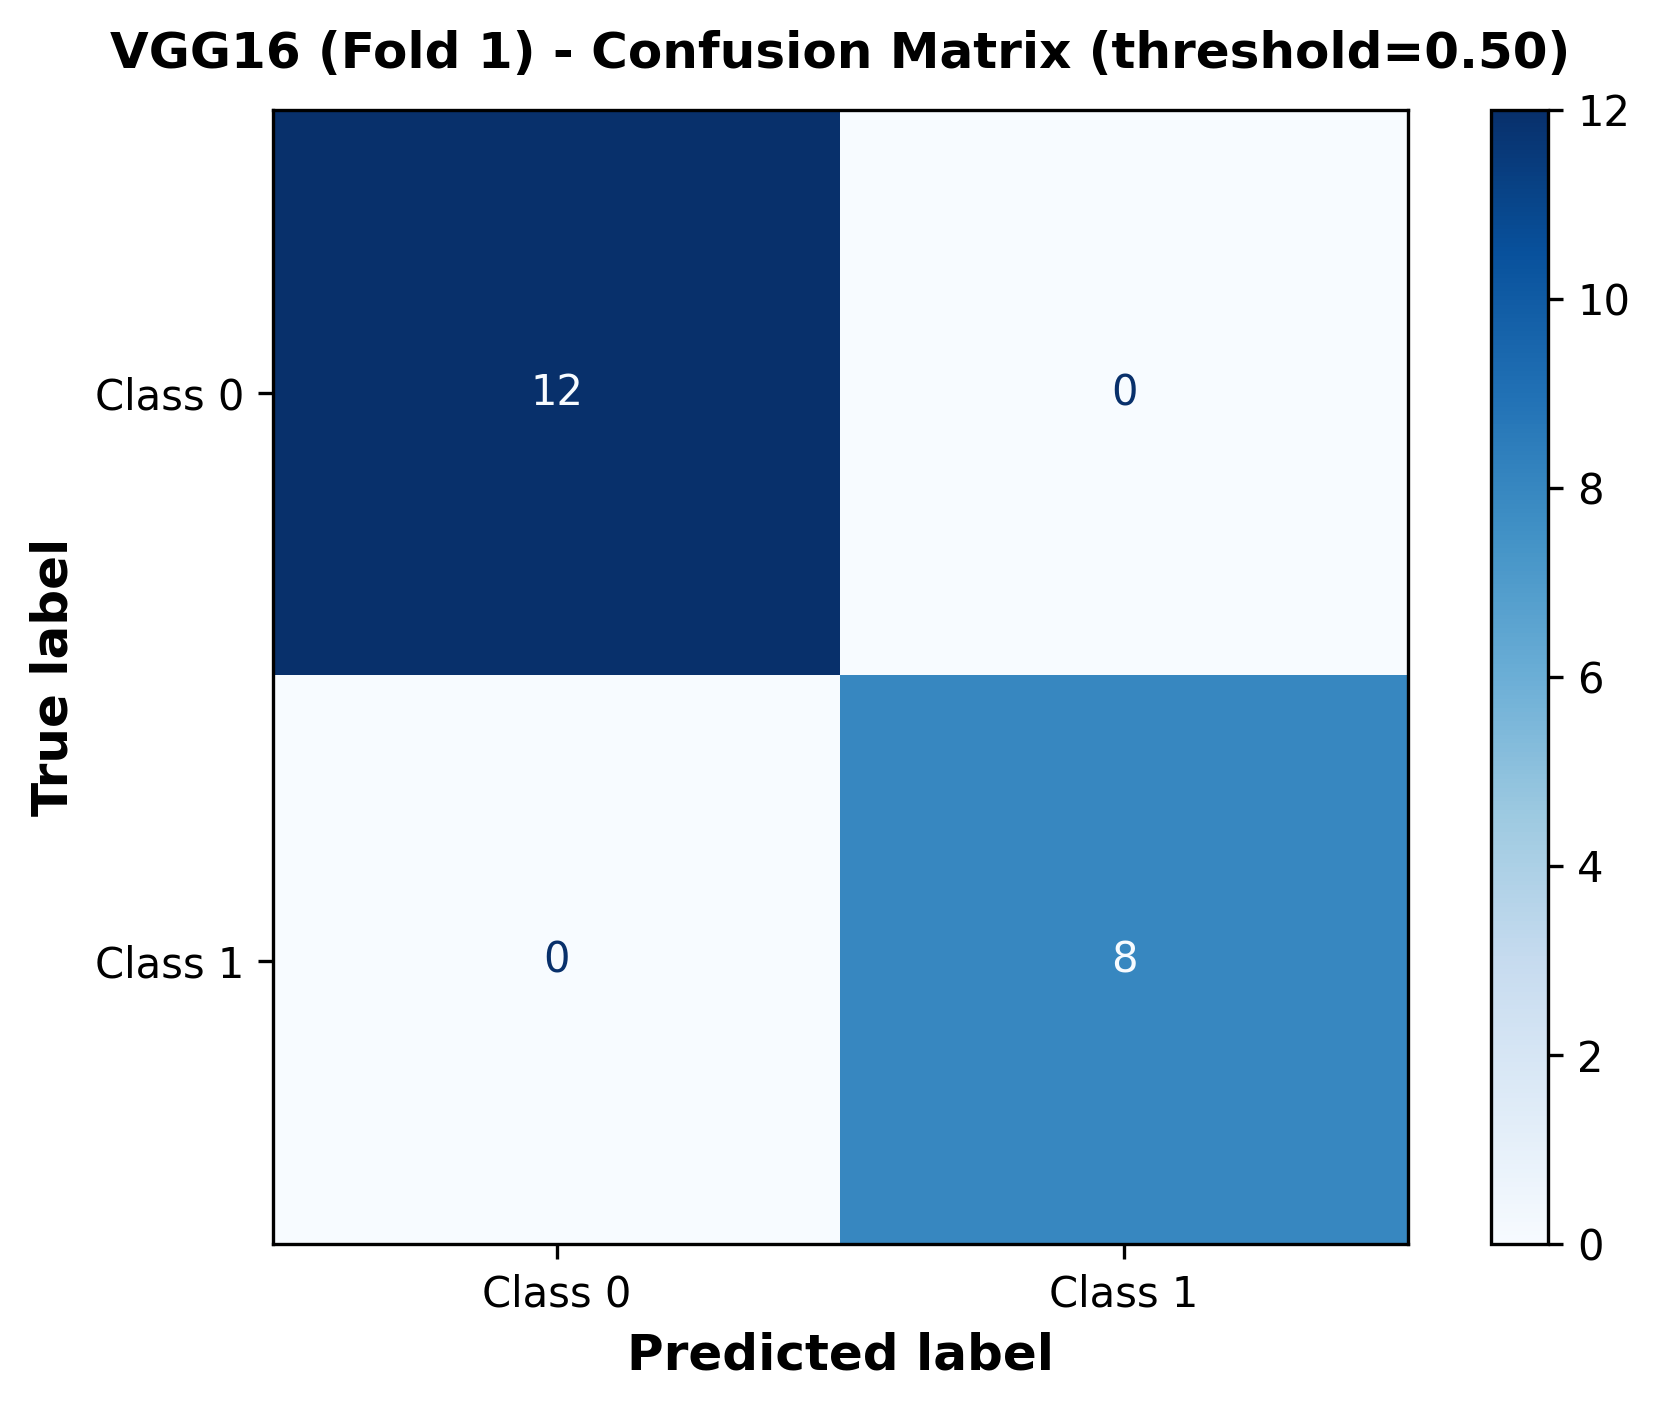 VGG16 (Fold 1) - Confusion Matrix (threshold=0.50)
True label
Class 0
Class 1
12
0
0
8
Class 0
Class 1
Predicted label
12
10
8
6
4
2
0